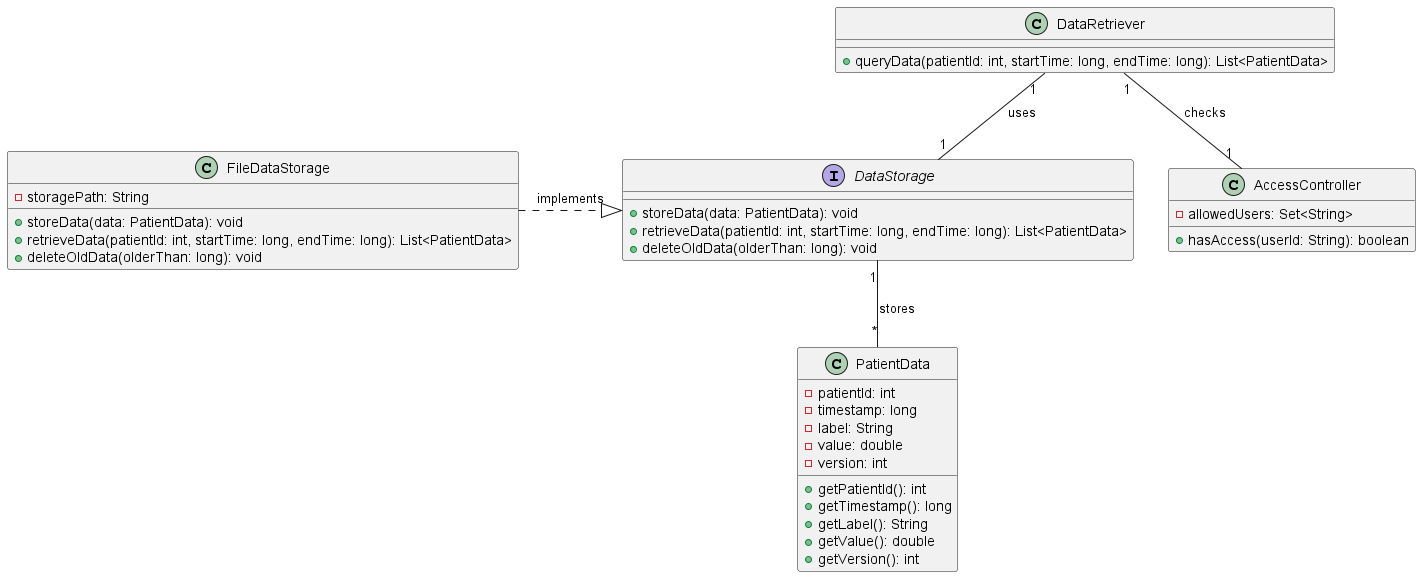 C DataRetriever
queryData(patientId: int, startTime: long, endTime: long): List<PatientData>
1
uses
1
1
checks
1
C FileDataStorage
storagePath: String
storeData(data: PatientData): void
retrieveData(patientId: int, startTime: long, endTime: long): List<PatientData>
deleteOldData(olderThan: long): void
implements
I DataStorage
storeData(data: PatientData): void
retrieveData(patientId: int, startTime: long, endTime: long): List<PatientData>
deleteOldData(olderThan: long): void
C AccessController
allowedUsers: Set<String>
hasAccess(userId: String): boolean
1
stores
*
C PatientData
patientId: int
timestamp: long
label: String
value: double
version: int
getPatientId(): int
getTimestamp(): long
getLabel(): String
getValue(): double
getVersion(): int